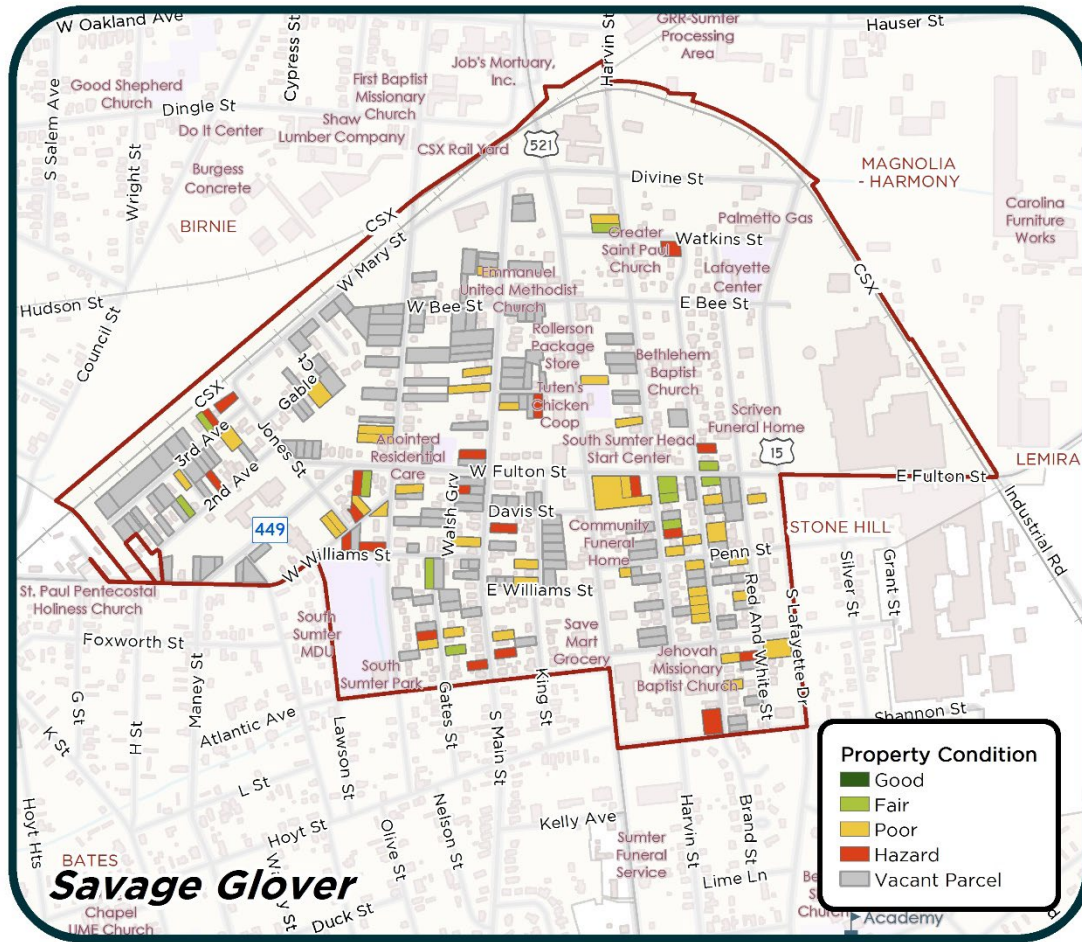 W Oakland Ave
S Salem Ave
Good Shepherd
Church
Dingle St
Wright St
Cypress St
Do It Center
First Baptist
Missionary
Church
Shaw
Lumber Company
Burgess
Concrete
BIRNIE
Job's Mortuary,
Inc.
GRR-Sumter
Processing
Area
Harvin St
Hauser St
CSX Rail Yard
521
Divine St
MAGNOLIA
- HARMONY
Carolina
Furniture
Works
Palmetto Gas
Watkins St
Greater
Saint Paul
Church
Lafayette
Center
CSX
CSX
W Mary St
Hudson St
Council St
Emmanuel
United Methodist
Church
W Bee St
E Bee St
Rollerson
Package
Store
Bethlehem
Baptist
Church
Tuten's
Chicken
Coop
Gable Ct
CSX
3rd Ave
2nd Ave
Jones St
Anointed
Residential
Care
South Sumter Head
Start Center
Scriven
Funeral Home
15
W Fulton St
E Fulton St
LEMIRA
Industrial Rd
Walsh Gry
Davis St
449
W Williams St
Community
Funeral
Home
Penn St
STONE HILL
E Williams St
Red And White St
S Lafayette Dr
Silver St
Grant St
St. Paul Pentecostal
Holiness Church
Foxworth St
South
Sumter
MDU
South
Sumter Park
Save
Mart
Grocery
Jehovah
Missionary
Baptist Church
Gates St
S Main St
King St
Shannon St
G St
K St
H St
Maney St
Atlantic Ave
Lawson St
L St
Hoyt St
Hoyt Hts
Olive St
Nelson St
Kelly Ave
Sumter
Funeral
Service
Harvin St
Brand St
Lime Ln
BATES
Chapel
UME Church
Duck St
Church
Academy
Savage Glover
Property Condition
Good
Fair
Poor
Hazard
Vacant Parcel